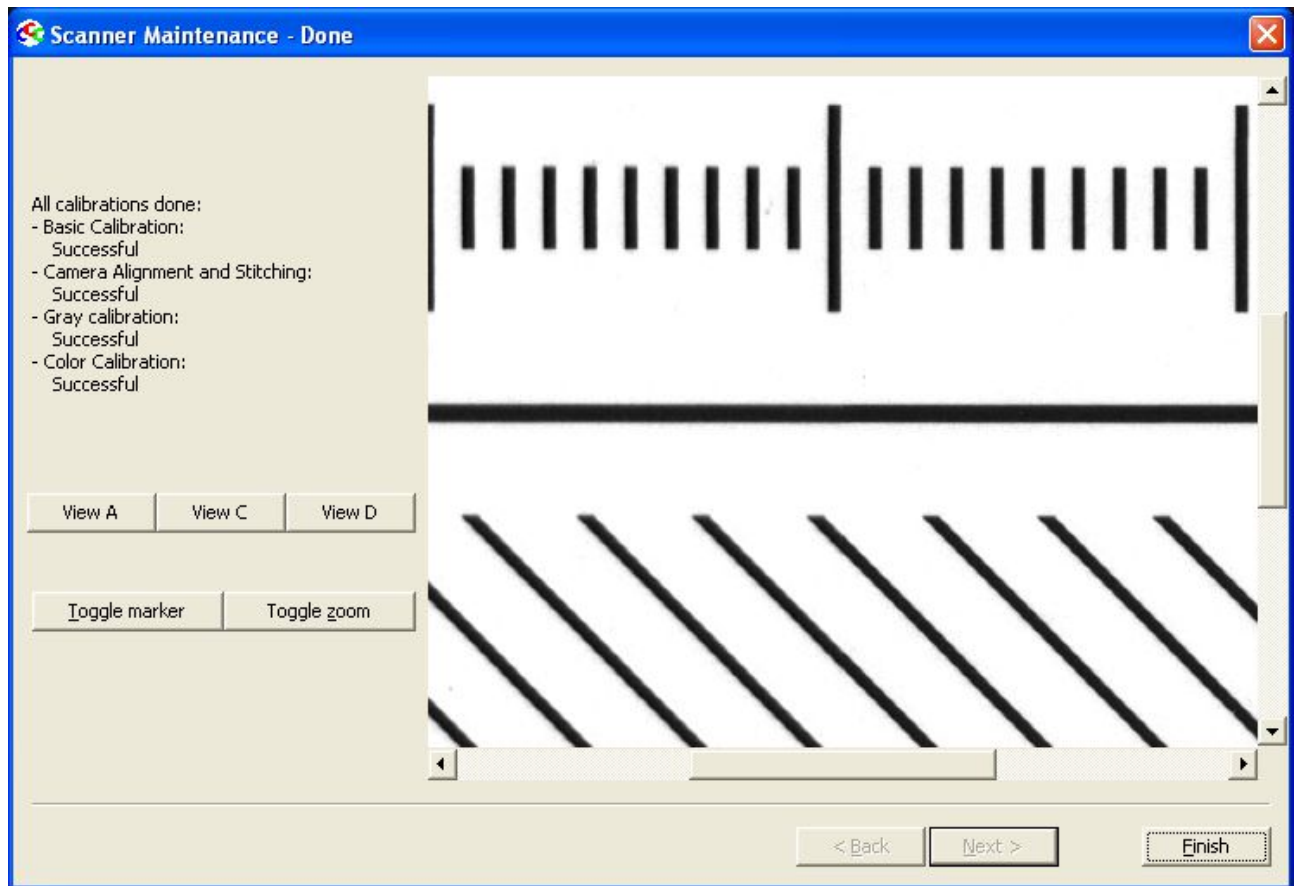 Scanner Maintenance - Done
All calibrations done:
- Basic Calibration:
Successful
- Camera Alignment and Stitching:
Successful
- Gray calibration:
Successful
- Color Calibration:
Successful
View A View C View D
Toggle marker Toggle zoom
< Back Next > Finish